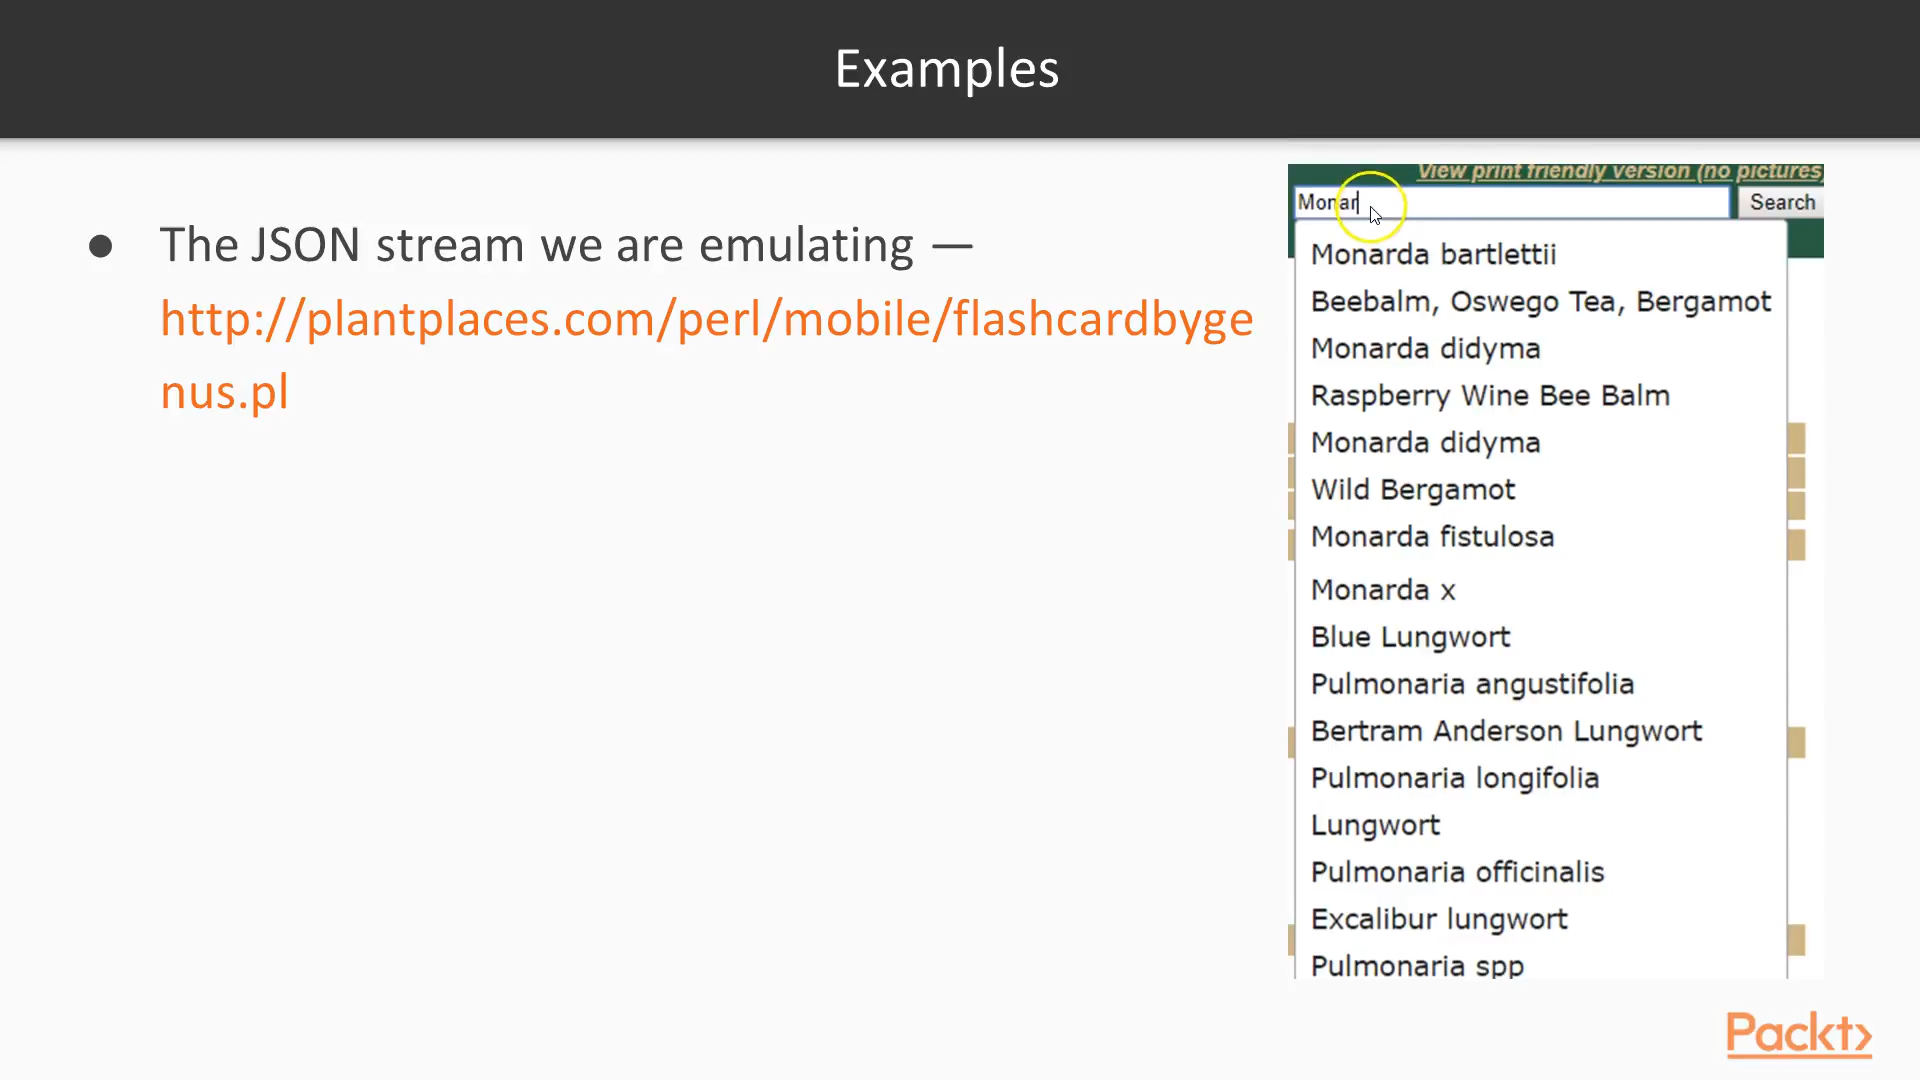 Examples
● The JSON stream we are emulating —
http://plantplaces.com/perl/mobile/flashcardbyge
nus.pl
View print friendly version (no pictures)
Monar
Search
Monarda bartlettii
Beebalm, Oswego Tea, Bergamot
Monarda didyma
Raspberry Wine Bee Balm
Monarda didyma
Wild Bergamot
Monarda fistulosa
Monarda x
Blue Lungwort
Pulmonaria angustifolia
Bertram Anderson Lungwort
Pulmonaria longifolia
Lungwort
Pulmonaria officinalis
Excalibur lungwort
Pulmonaria spp
Packt>